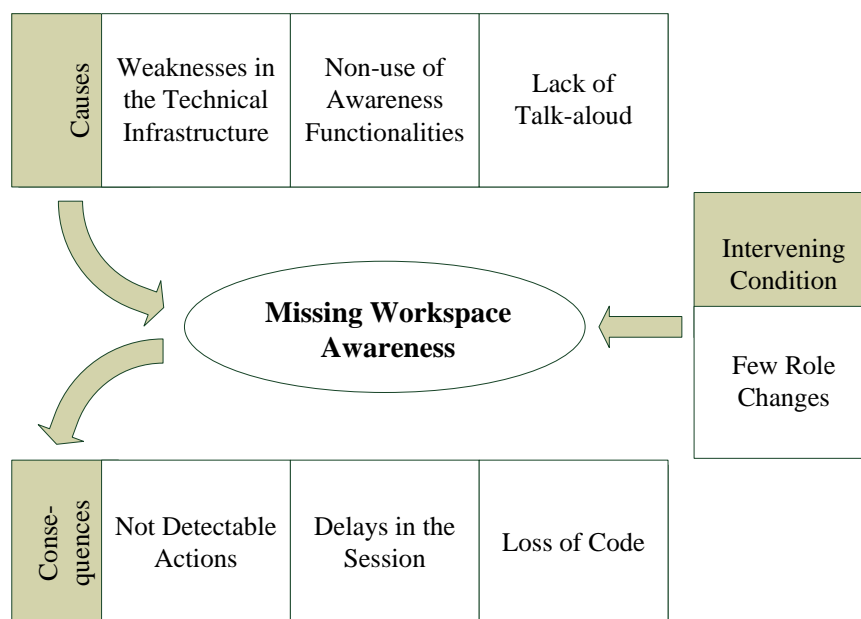 Causes
Weaknesses in
the Technical
Infrastructure
Non-use of
Awareness
Functionalities
Lack of
Talk-aloud
Intervening
Condition
Few Role
Changes
Missing Workspace
Awareness
Conse-
quences
Not Detectable
Actions
Delays in the
Session
Loss of Code